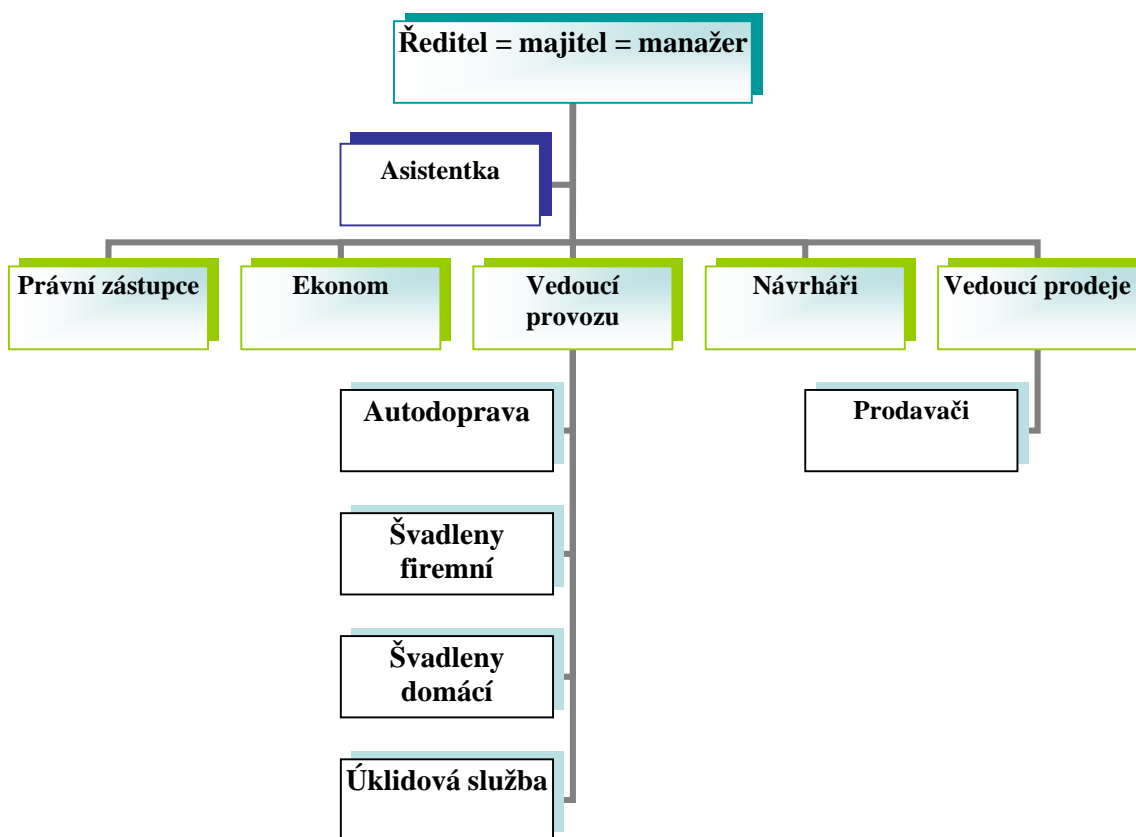 Ředitel = majitel = manažer
Asistentka
Právní zástupce
Ekonom
Vedoucí
provozu
Návrháři
Vedoucí prodeje
Autodoprava
Prodavači
Švadleny
firemní
Švadleny
domácí
Úklidová služba